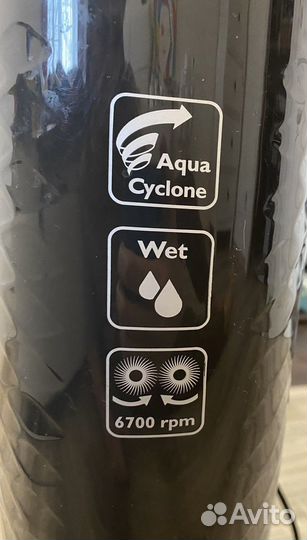 Aqua
Cyclone
Wet
6700 rpm
Avito